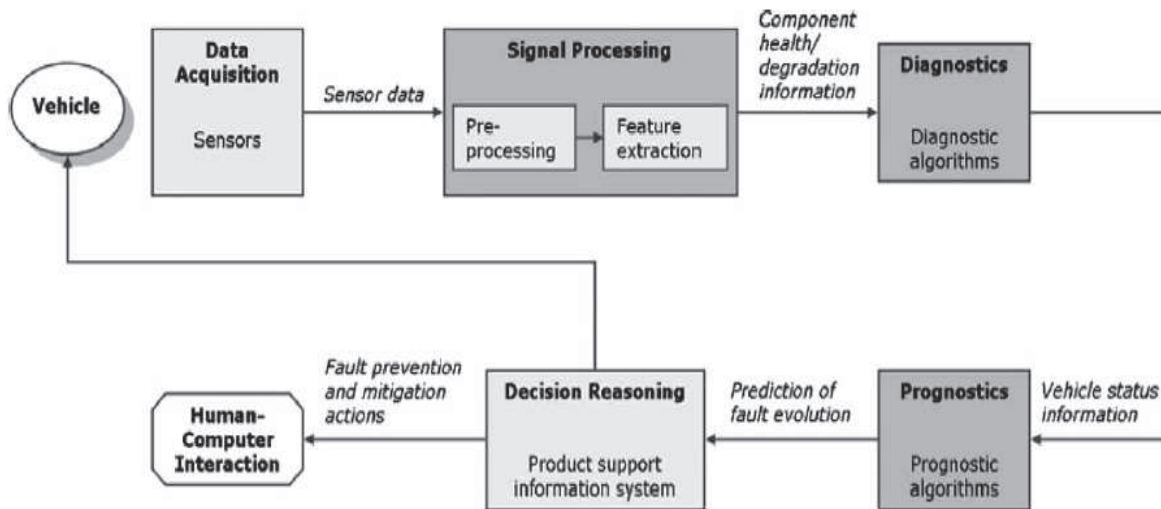 Vehicle
Data
Acquisition
Sensors
Sensor data
Signal Processing
Pre-
processing
Feature
extraction
Component
health/
degradation
information
Diagnostics
Diagnostic
algorithms
Vehicle status
information
Prognostics
Prognostic
algorithms
Prediction of
fault evolution
Decision Reasoning
Product support
information system
Fault prevention
and mitigation
actions
Human-
Computer
Interaction